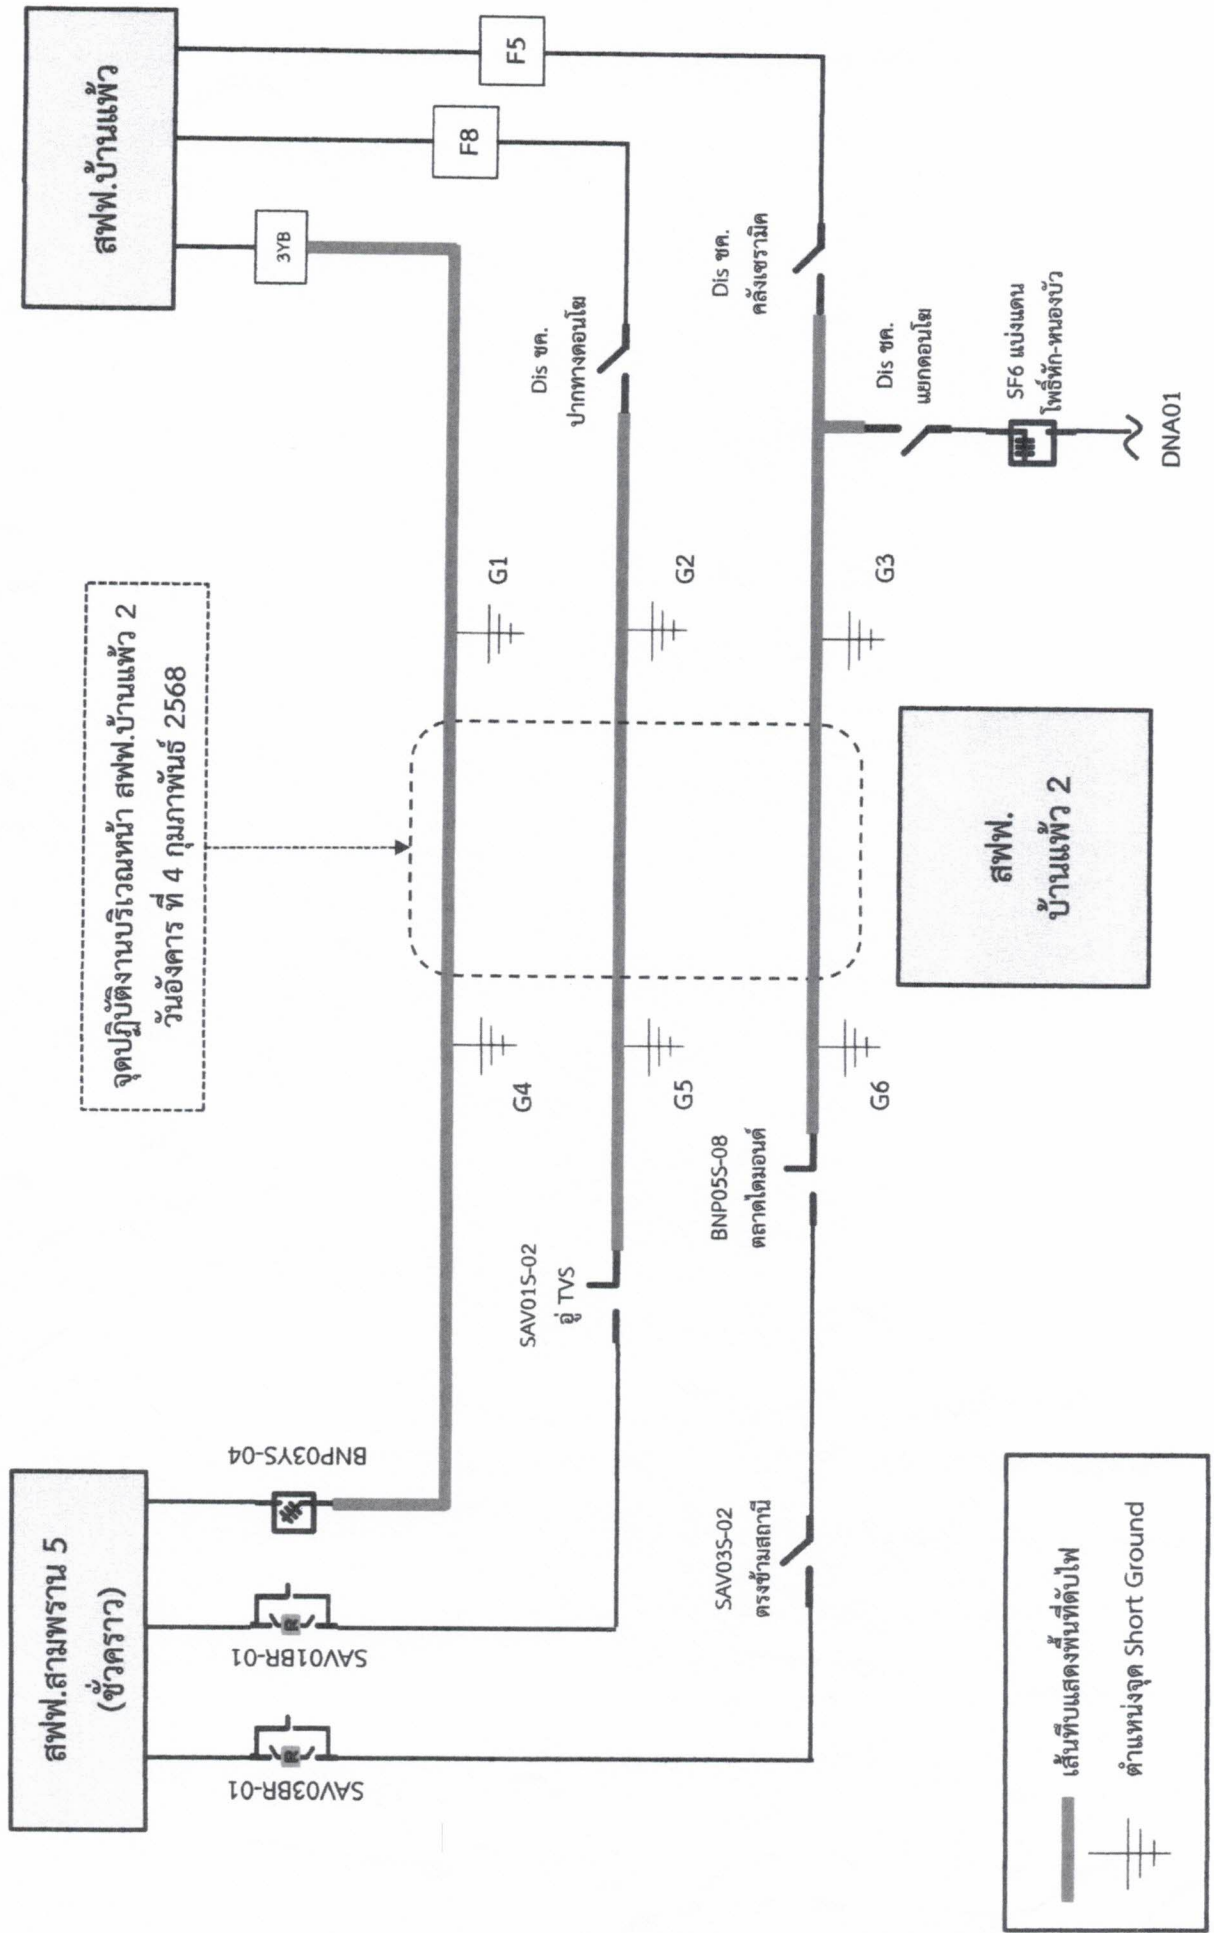 สฟฟ.สามพราน 5
(ชั่วคราว)
สฟฟ.บ้านแพ้ว
จุดปฏิบัติงานบริเวณหน้า สฟฟ.บ้านแพ้ว 2
วันอังคาร ที่ 4 กุมภาพันธ์ 2568
SAV03BR-01
SAV01BR-01
BNP03YS-04
R
R
3YB
F8
F5
G4
G1
SAV01S-02
อู่ TVS
G5
G2
Dis ชค.
ปากทางดอนโฆ
SAV03S-02
ตรงข้ามสถานี
BNP05S-08
ตลาดไดมอนด์
G6
G3
Dis ชค.
คลังเซรามิค
Dis ชค.
แยกดอนโฆ
SF6 แบ่งแดน
โพธิ์หัก-หนองบัว
DNA01
สฟฟ.
บ้านแพ้ว 2
เส้นทึบแสดงพื้นที่ดับไฟ
ตำแหน่งจุด Short Ground